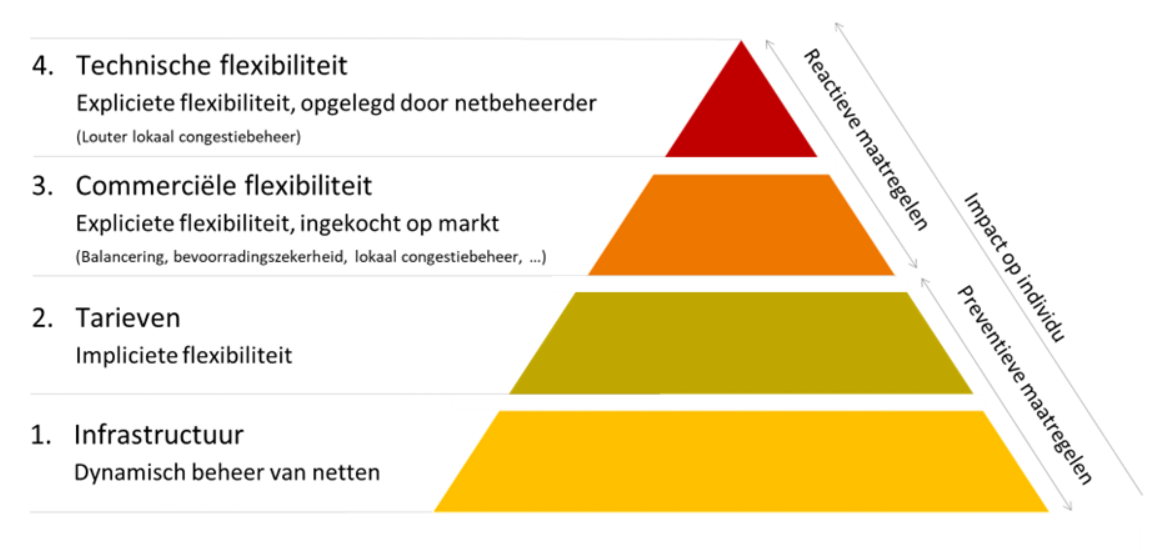 4. Technische flexibiliteit
Expliciete flexibiliteit, opgelegd door netbeheerder
(Louter lokaal congestiebeheer)
3. Commerciële flexibiliteit
Expliciete flexibiliteit, ingekocht op markt
(Balancering, bevoorradingszekerheid, lokaal congestiebeheer, ...)
2. Tarieven
Impliciete flexibiliteit
1. Infrastructuur
Dynamisch beheer van netten
Reactieve maatregelen
Preventieve maatregelen
Impact op individu